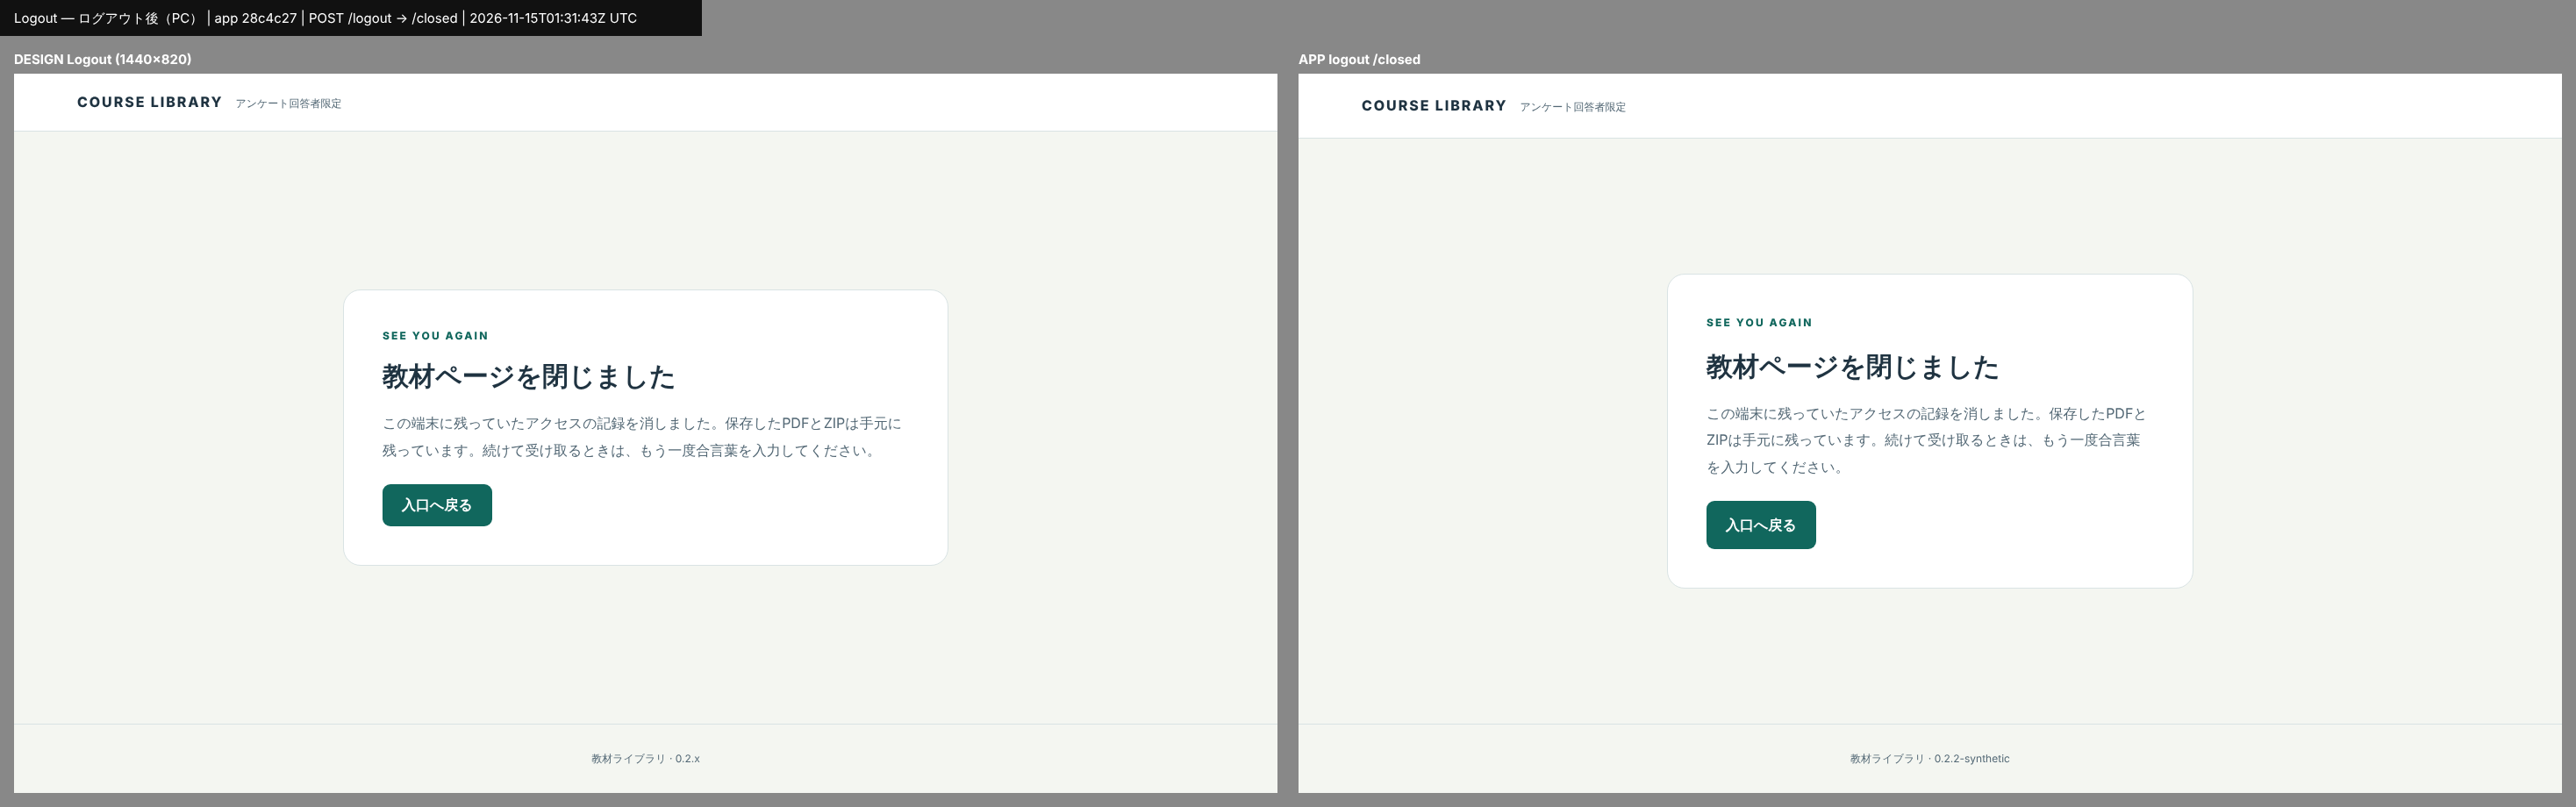 Logout — ログアウト後（PC） | app 28c4c27 | POST /logout → /closed | 2026-11-15T01:31:43Z UTC
DESIGN Logout (1440×820)
COURSE LIBRARY アンケート回答者限定
SEE YOU AGAIN
教材ページを閉じました
この端末に残っていたアクセスの記録を消しました。保存したPDFとZIPは手元に
残っています。続けて受け取るときは、もう一度合言葉を入力してください。
入口へ戻る
教材ライブラリ · 0.2.x
APP logout /closed
COURSE LIBRARY アンケート回答者限定
SEE YOU AGAIN
教材ページを閉じました
この端末に残っていたアクセスの記録を消しました。保存したPDFと
ZIPは手元に残っています。続けて受け取るときは、もう一度合言葉
を入力してください。
入口へ戻る
教材ライブラリ · 0.2.2-synthetic